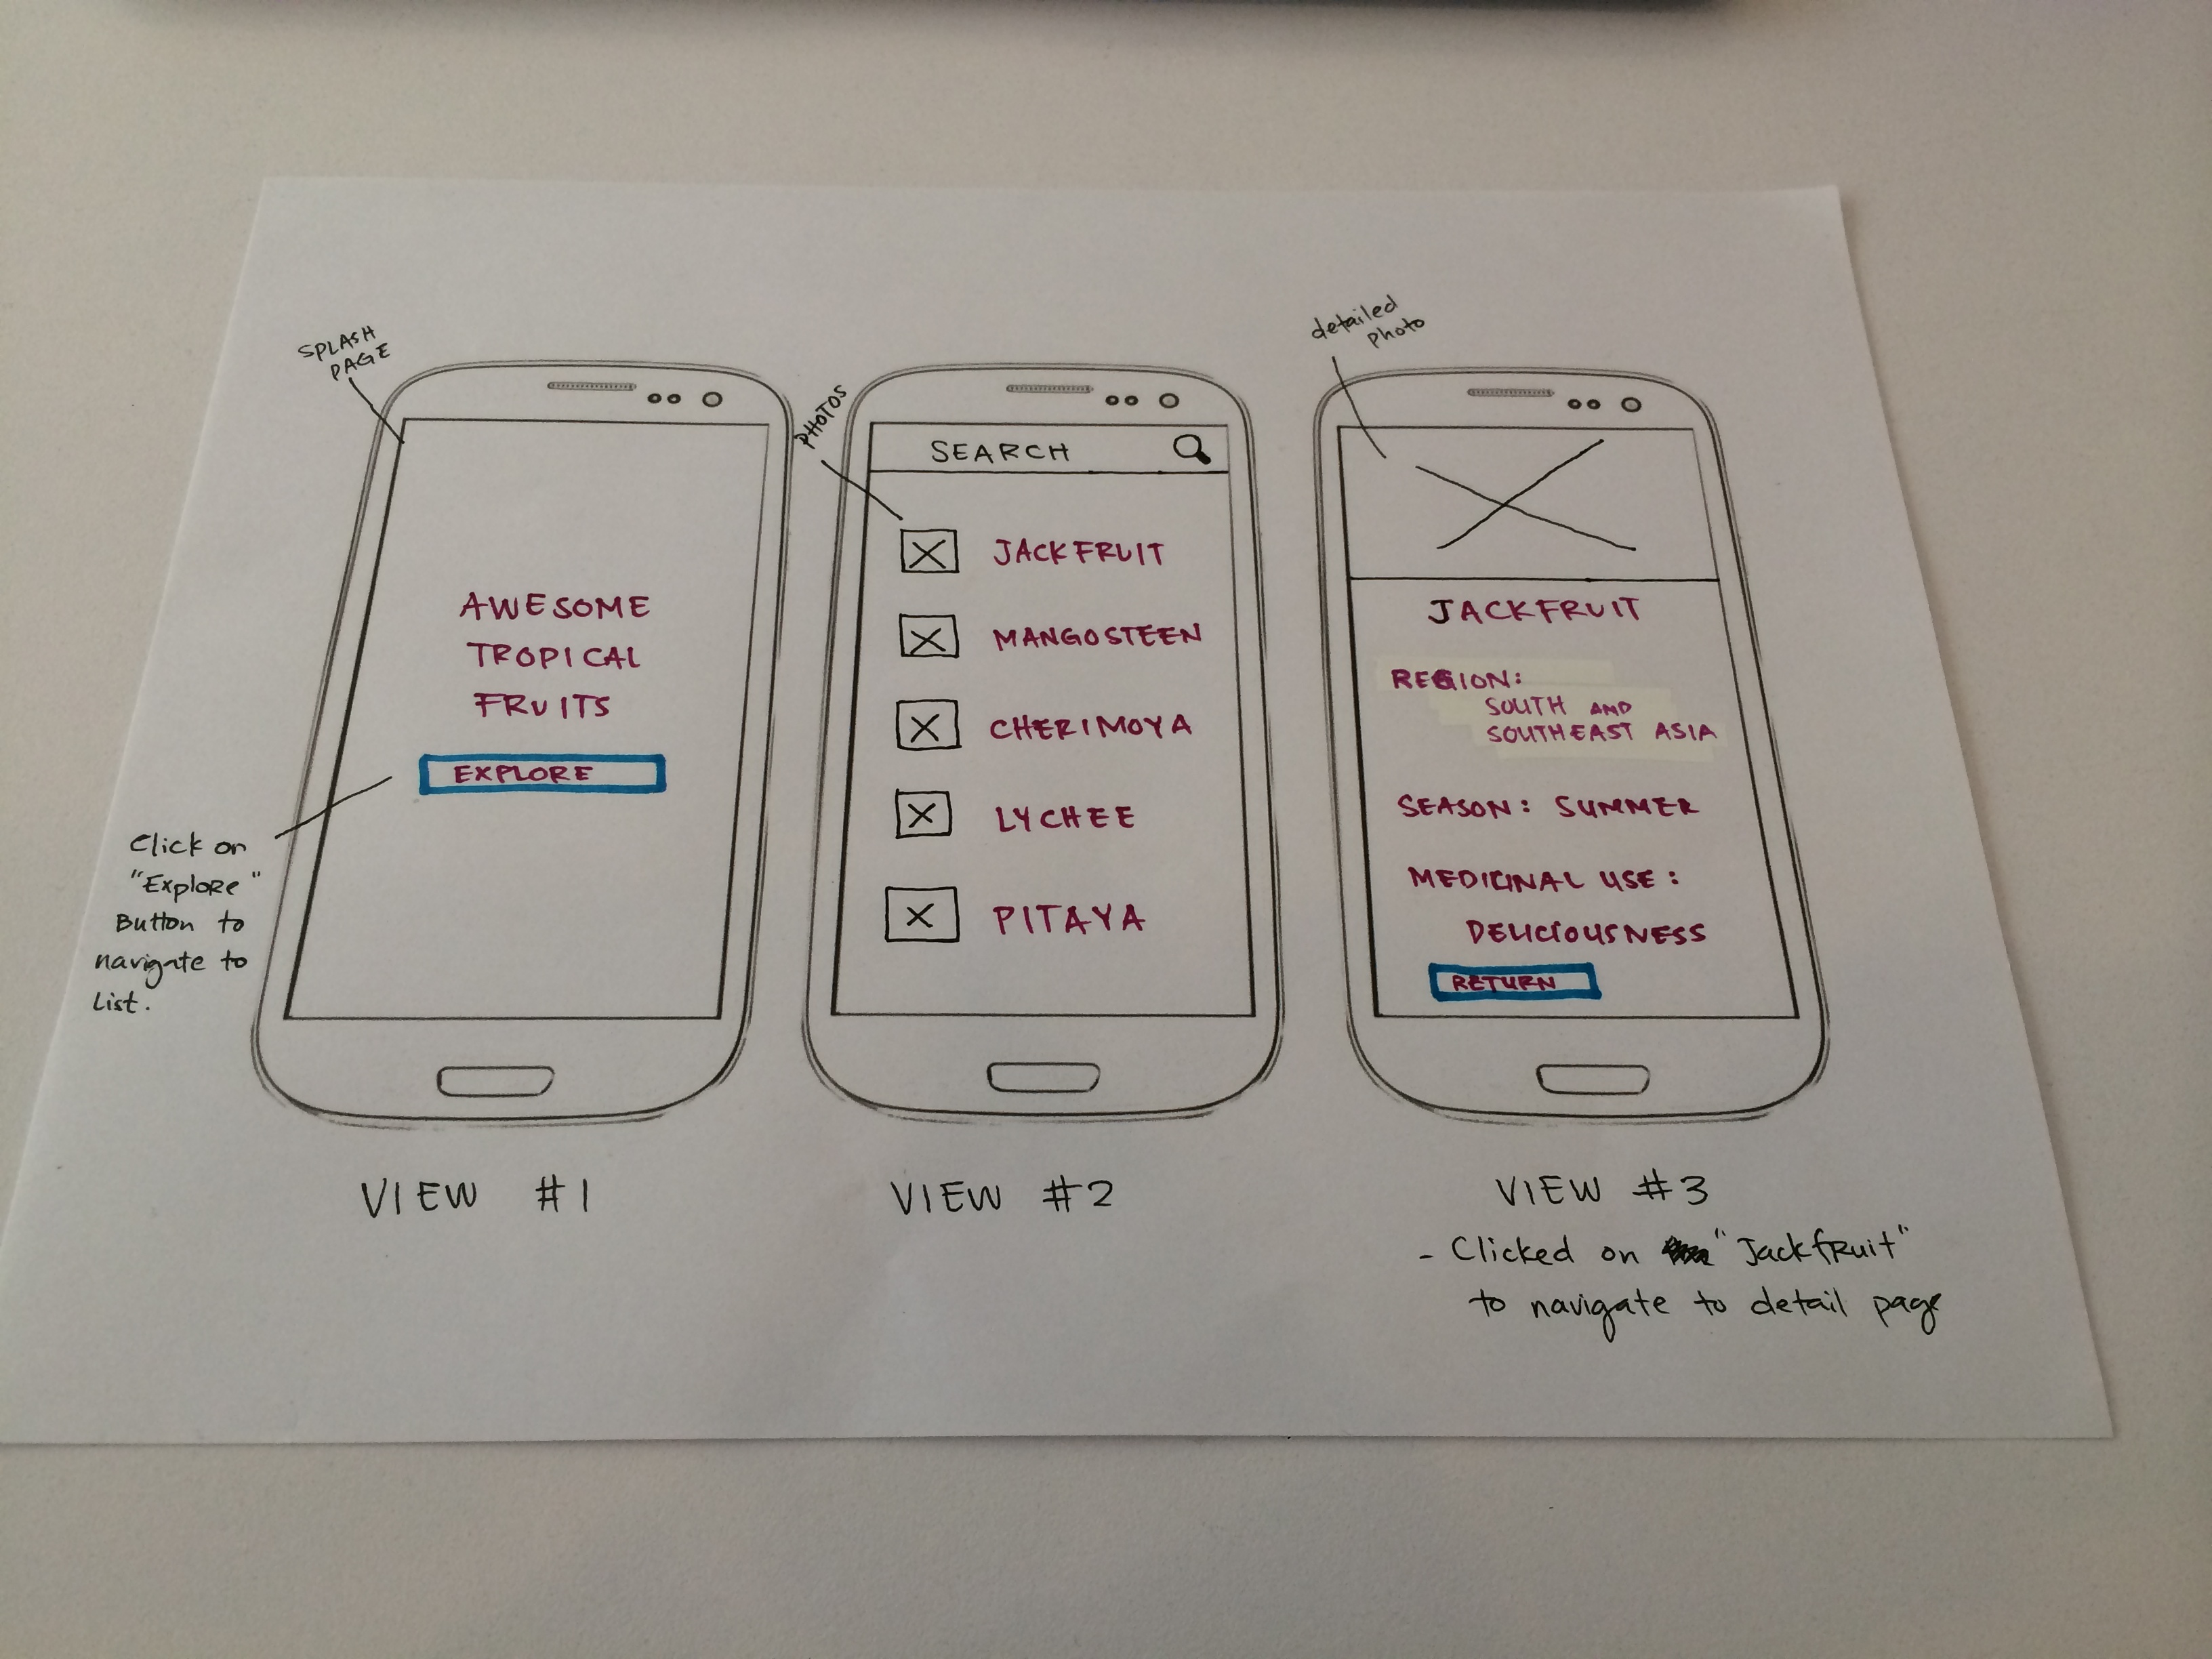 SPLASH
PAGE
AWESOME
TROPICAL
FRUITS
EXPLORE
Click on
"Explore"
Button to
navigate to
List.
VIEW #1
PHOTOS
SEARCH
JACKFRUIT
MANGOSTEEN
CHERIMOYA
LYCHEE
PITAYA
VIEW #2
detailed
photo
JACKFRUIT
REGION:
SOUTH AND
SOUTHEAST ASIA
SEASON: SUMMER
MEDICINAL USE:
DELICIOUSNESS
RETURN
VIEW #3
- Clicked on "Jackfruit"
to navigate to detail page